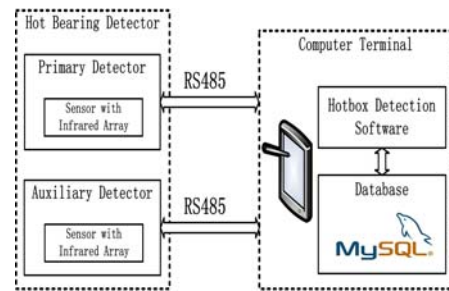 Hot Bearing Detector
Primary Detector
Sensor with
Infrared Array
Auxiliary Detector
Sensor with
Infrared Array
RS485
RS485
Computer Terminal
Hotbox Detection
Software
Database
MySQL®